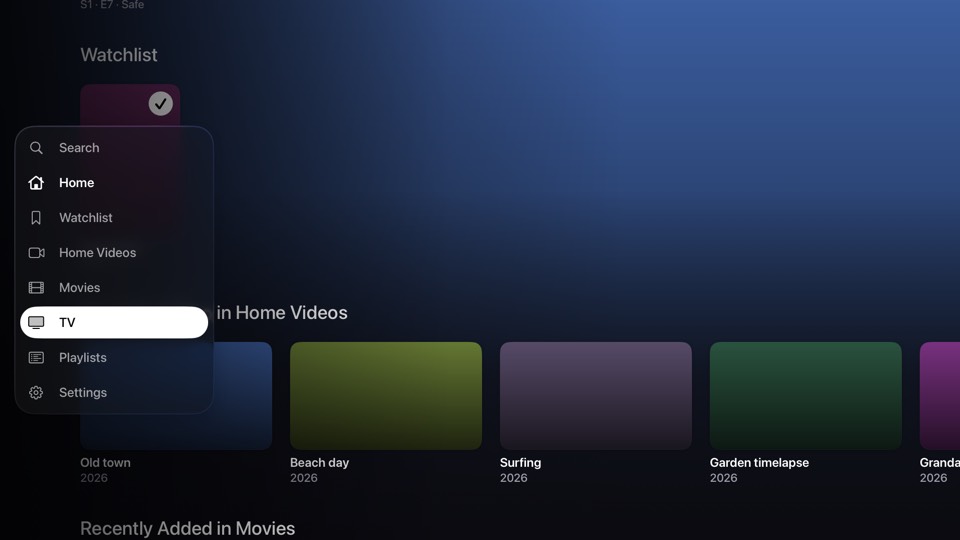 S1 · E7 · Safe
Watchlist
Search
Home
Watchlist
Home Videos
Movies
TV
Playlists
Settings
in Home Videos
Old town
2026
Beach day
2026
Surfing
2026
Garden timelapse
2026
Granda
2026
Recently Added in Movies